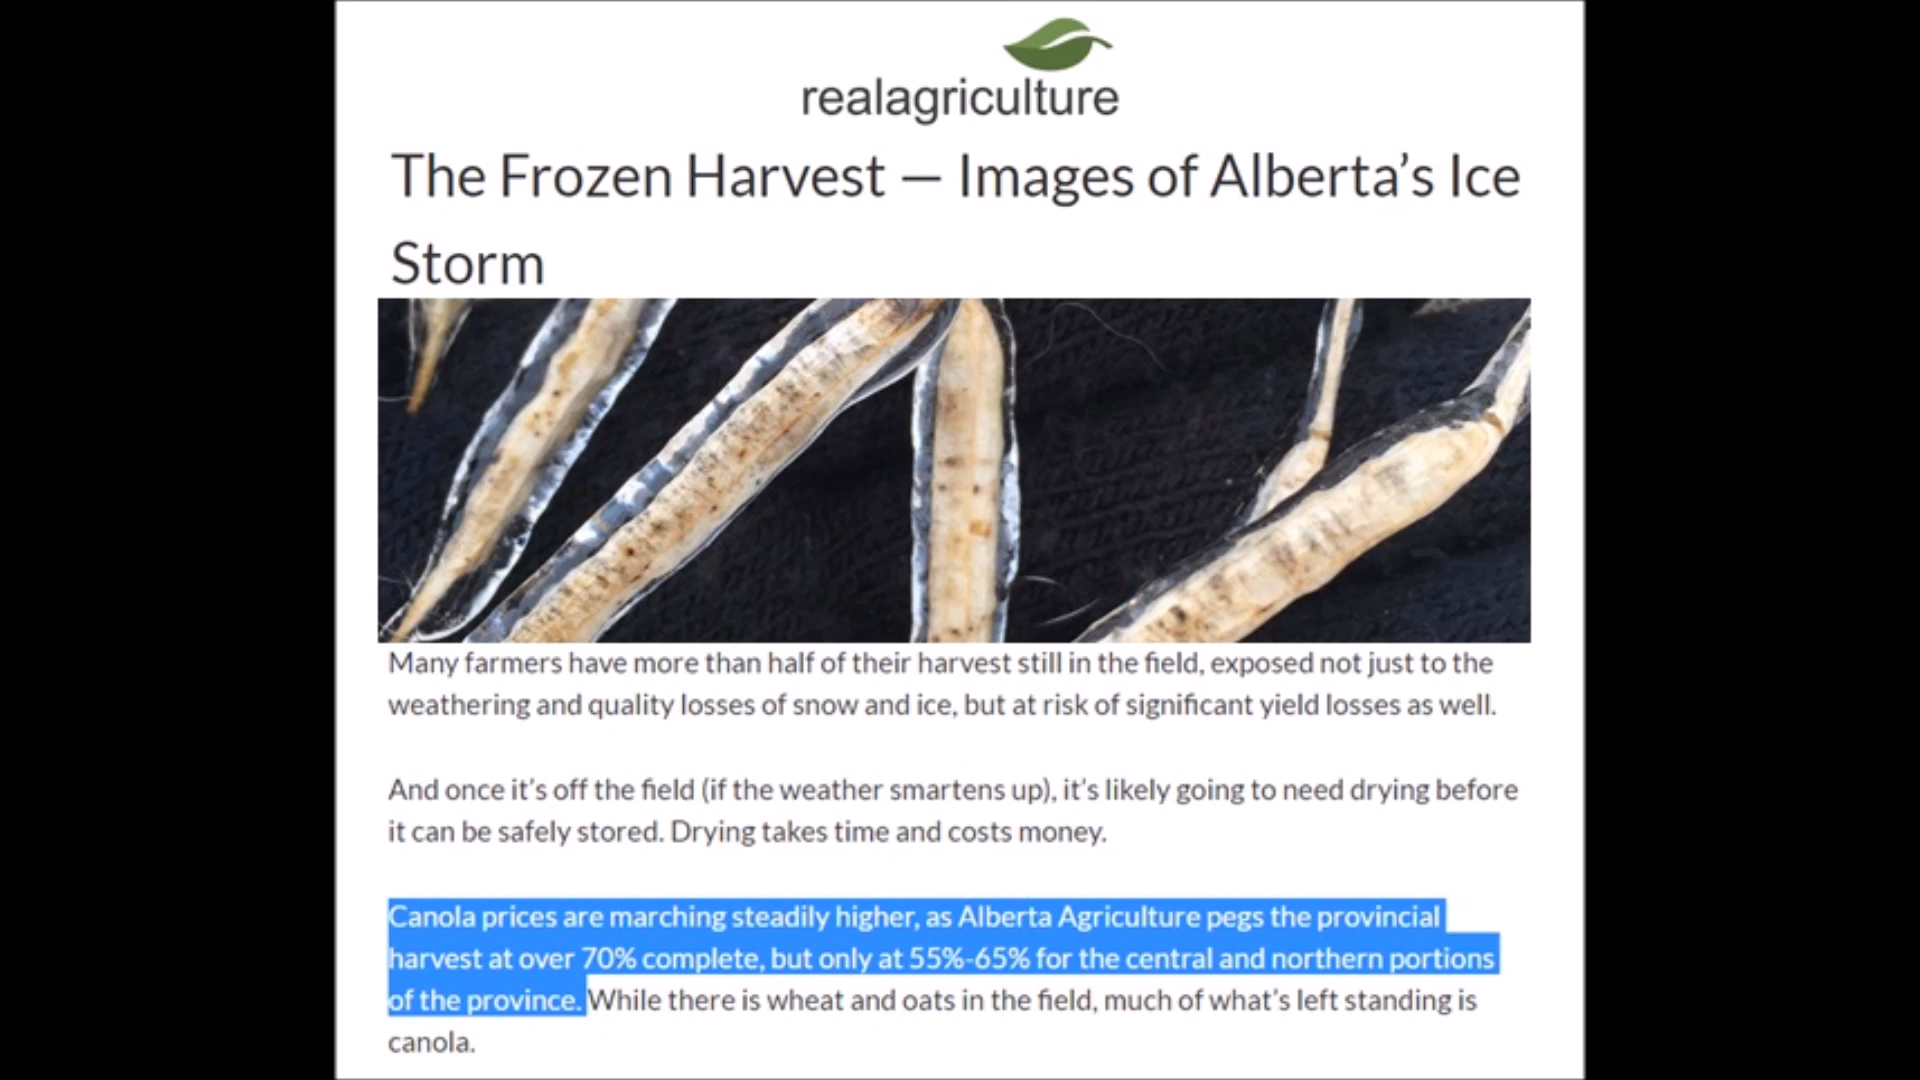 realagriculture
The Frozen Harvest — Images of Alberta’s Ice
Storm
Many farmers have more than half of their harvest still in the field, exposed not just to the
weathering and quality losses of snow and ice, but at risk of significant yield losses as well.
And once it’s off the field (if the weather smartens up), it’s likely going to need drying before
it can be safely stored. Drying takes time and costs money.
Canola prices are marching steadily higher, as Alberta Agriculture pegs the provincial
harvest at over 70% complete, but only at 55%-65% for the central and northern portions
of the province. While there is wheat and oats in the field, much of what’s left standing is
canola.